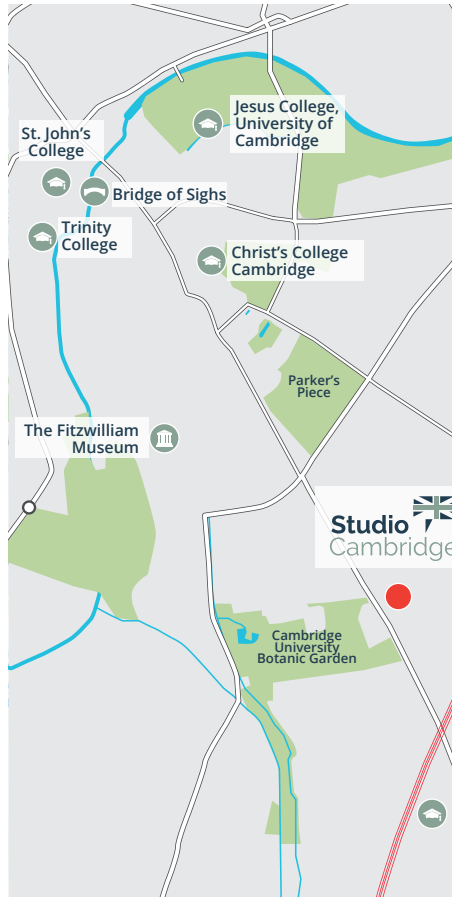 Jesus College,
University of
Cambridge
St. John's
College
Bridge of Sighs
Trinity
College
Christ's College
Cambridge
Parker's
Piece
The Fitzwilliam
Museum
Studio
Cambridge
Cambridge
University
Botanic Garden